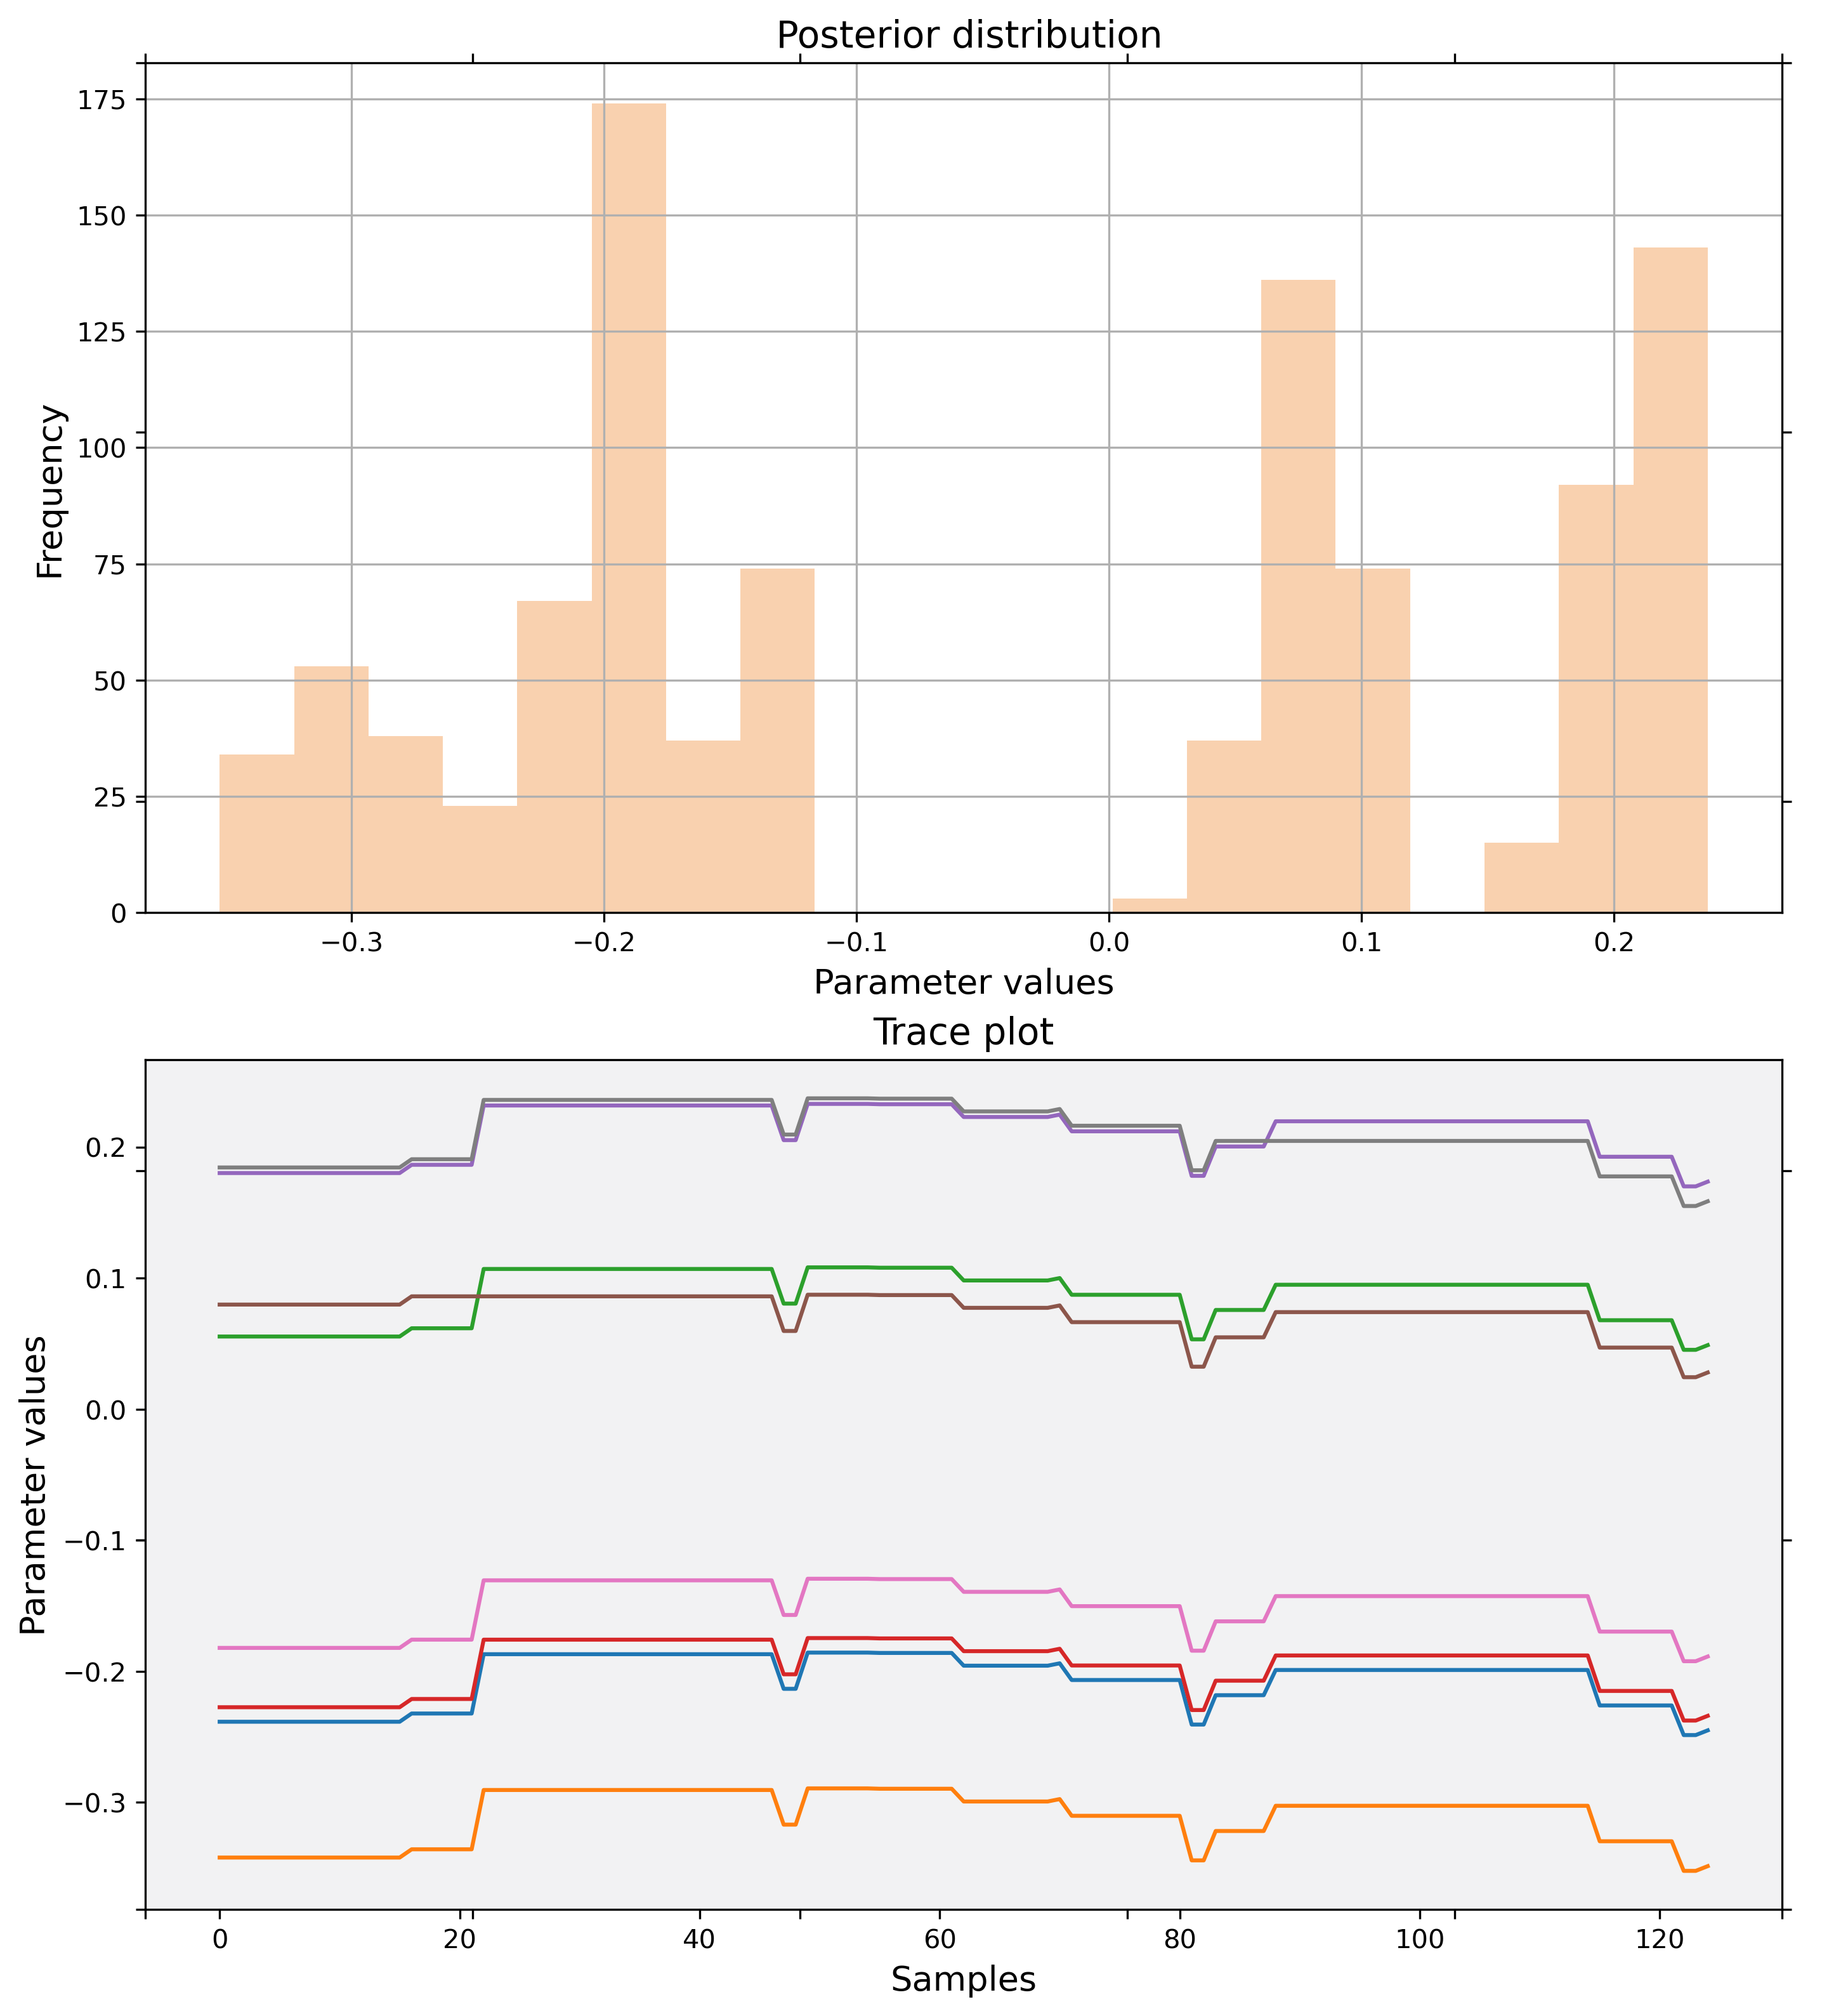 Posterior distribution
175
150
125
100
75
50
25
0
Frequency
−0.3 −0.2 −0.1 0.0 0.1 0.2
Parameter values
Trace plot
0.2
0.1
0.0
−0.1
−0.2
−0.3
Parameter values
0 20 40 60 80 100 120
Samples